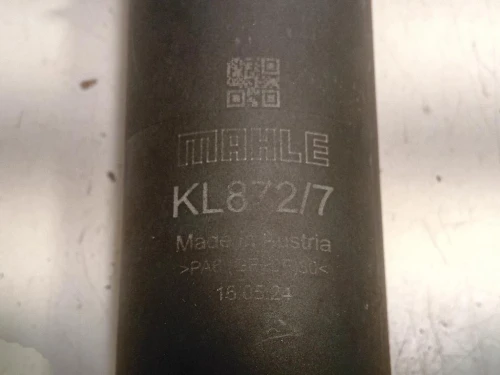 MAHLE
KL872/7
Made in Austria
16.05.24